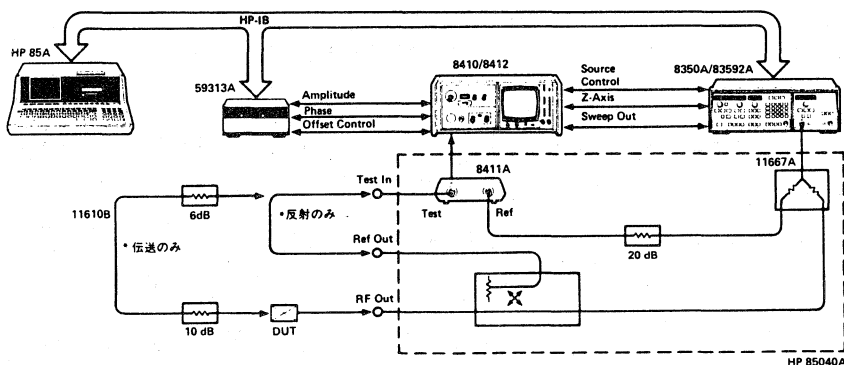 HP-IB
HP 85A
59313A
8410/8412
8350A/83592A
Amplitude
Phase
Offset Control
Source
Control
Z-Axis
Sweep Out
11667A
8411A
Test In
Test
Ref
11610B
6dB
•反射のみ
•伝送のみ
Ref Out
20 dB
RF Out
10 dB
DUT
HP 85040A